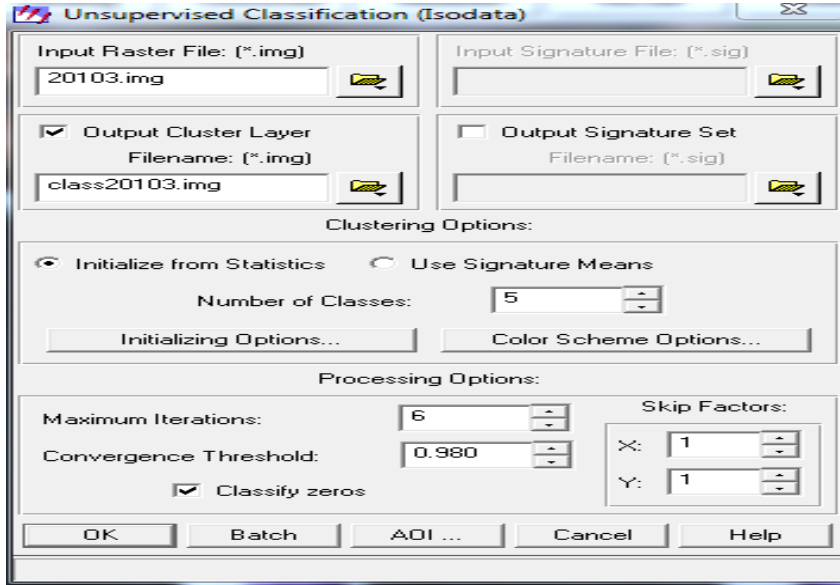 Unsupervised Classification (Isodata)
Input Raster File: (*.img)
20103.img
Input Signature File: (*.sig)
Output Cluster Layer
Filename: (*.img)
class20103.img
Output Signature Set
Filename: (*.sig)
Clustering Options:
Initialize from Statistics
Use Signature Means
Number of Classes:
5
Initializing Options...
Color Scheme Options...
Processing Options:
Maximum Iterations:
6
Convergence Threshold:
0.980
Classify zeros
Skip Factors:
X:
1
Y:
1
OK
Batch
AOI ...
Cancel
Help